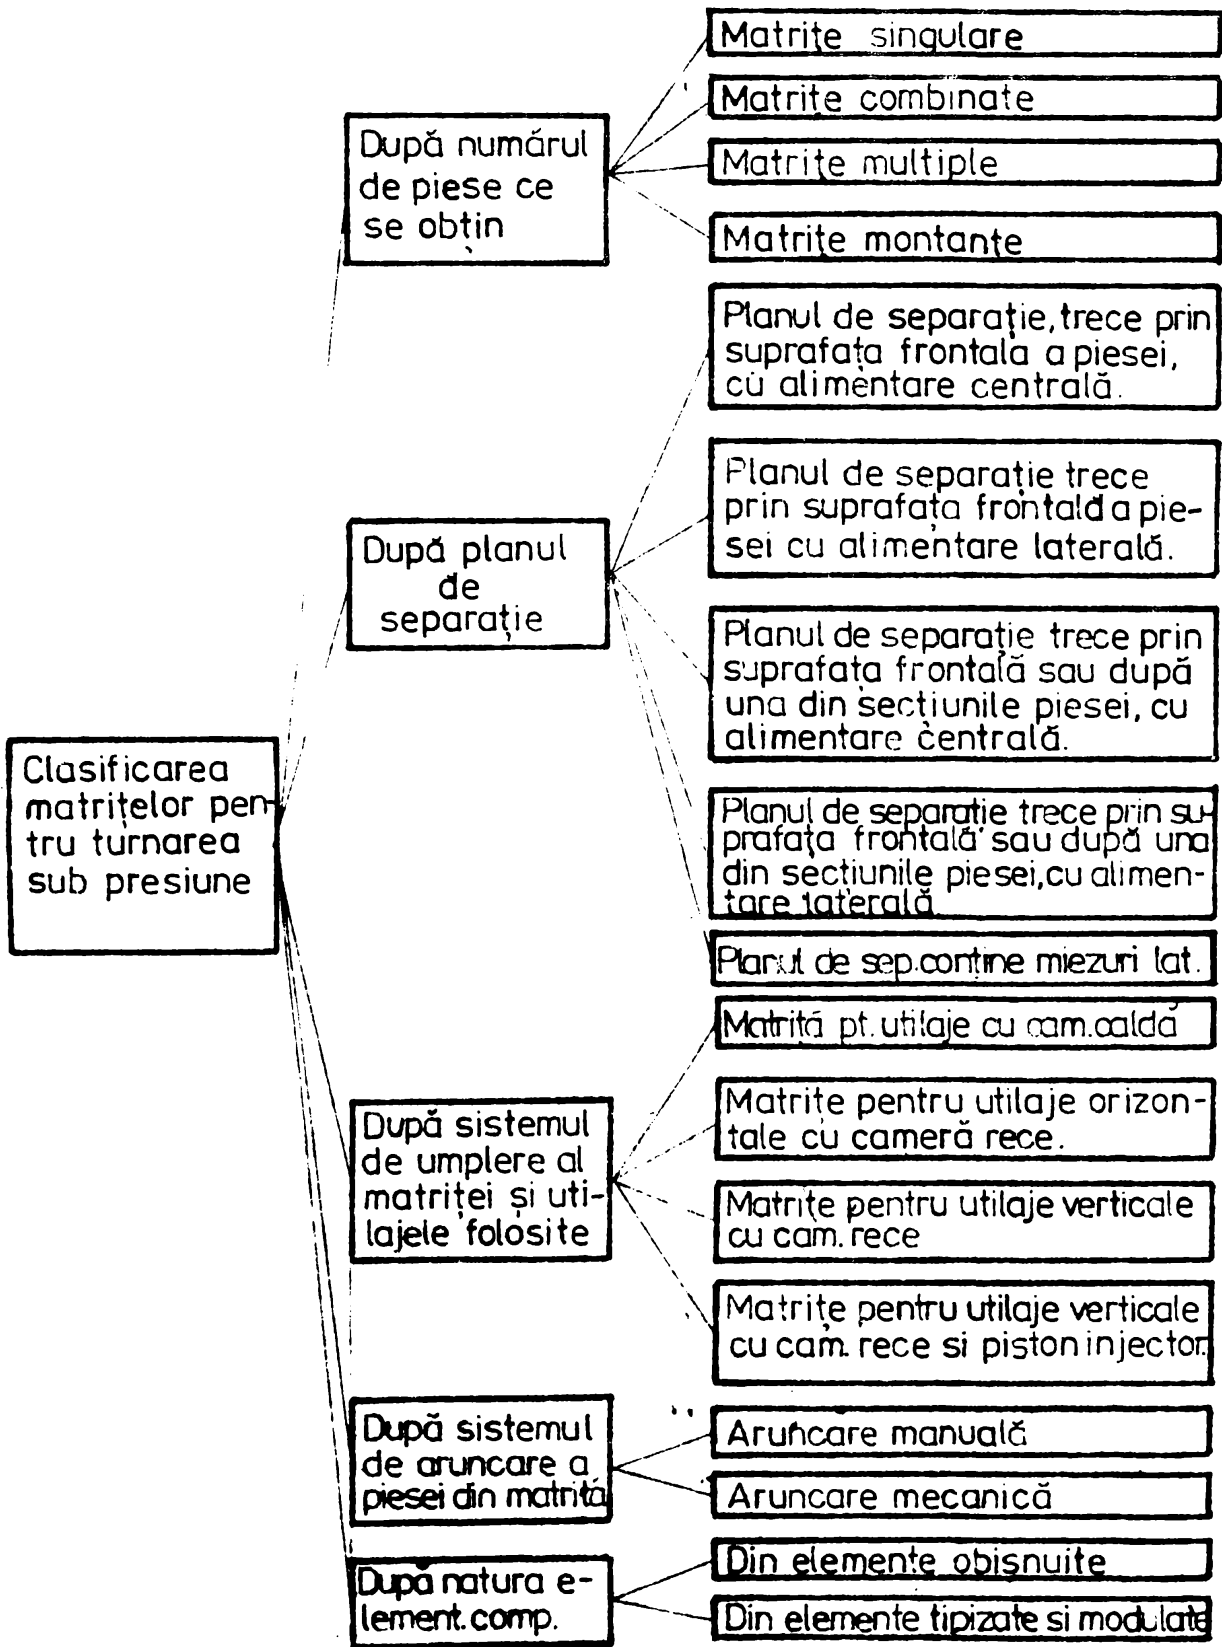 Matrițe singulare
Matrițe combinate
După numărul
de piese ce
se obțin
Matrițe multiple
Matrițe montante
Planul de separație, trece prin
suprafața frontala a piesei,
cu alimentare centrală.
Planul de separație trece
prin suprafața frontală a pie-
sei cu alimentare laterală.
După planul
de
separație
Planul de separație trece prin
suprafața frontală sau după
una din secțiunile piesei, cu
alimentare centrală.
Clasificarea
matrițelor pen-
tru turnarea
sub presiune
Planul de separatie trece prin su-
prafața frontală sau după una
din secțiunile piesei, cu alimen-
tare laterală
Planul de sep. conține miezuri lat.
Matriță pt. utilaje cu cam. caldă
După sistemul
de umplere al
matriței și uti-
lajele folosite
Matrițe pentru utilaje orizon-
tale cu cameră rece.
Matrițe pentru utilaje verticale
cu cam. rece
Matrițe pentru utilaje verticale
cu cam. rece si piston injector.
După sistemul
de aruncare a
piesei din matriță
Aruncare manuală
Aruncare mecanică
După natura e-
lement. comp.
Din elemente obișnuite
Din elemente tipizate si modulate